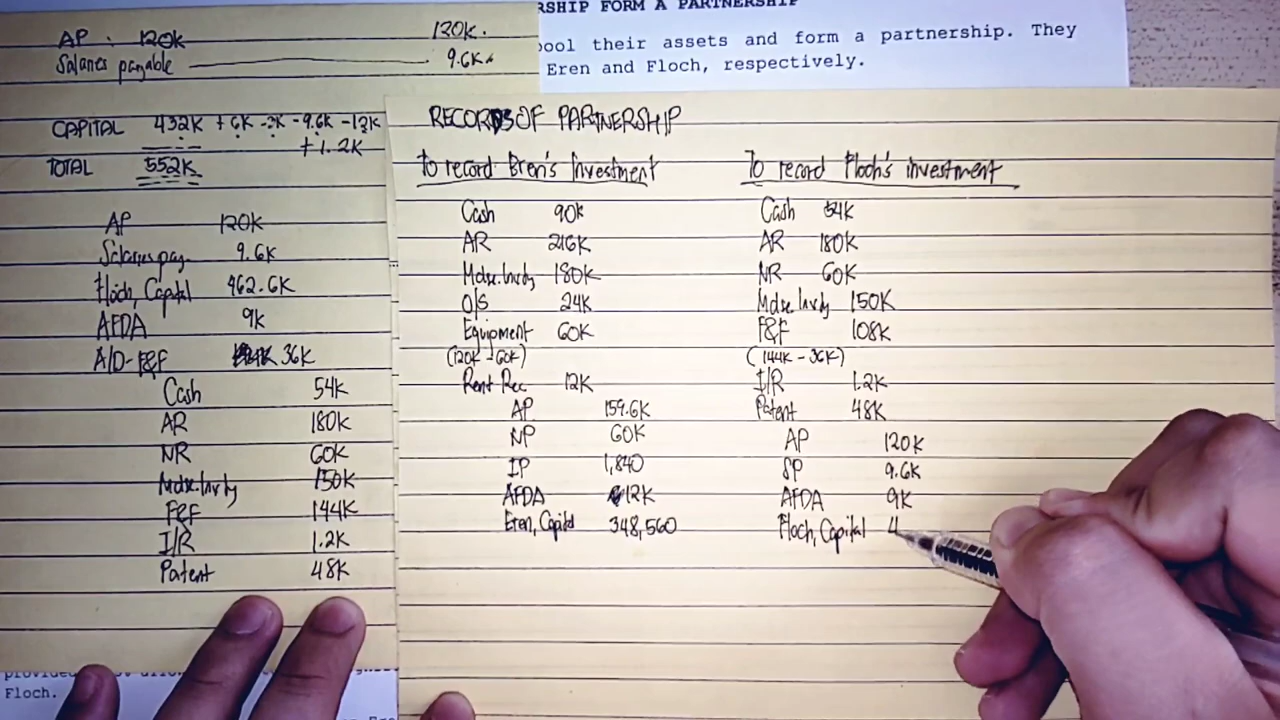 RSHIP FORM A PARTNERSHIP
ool their assets and form a partnership. They
Eren and Floch, respectively.
AP : 120k 120k.
Salaries payable 9.6K
CAPITAL 432K + 6K -3K -9.6K -12K
+1.2K
TOTAL 552K
AP 120K
Salaries pay. 9.6K
Floch, Capital 462.6K
AFDA 9K
A/D-F&F 36K
Cash 54K
AR 180K
NR 60K
Mdse. Invty 150K
F&F 144K
I/R 1.2K
Patent 48K
RECORDS OF PARTNERSHIP
To record Eren's Investment
Cash 90k
AR 216K
Mdse. Invty 180K
O/S 24K
Equipment 60K
(120K - 60K)
Rent Rec 12K
AP 159.6K
NP 60K
IP 1,840
AFDA 12K
Eren, Capital 348,560
To record Floch's investment
Cash 54K
AR 180K
NR 60K
Mdse. Invty 150K
F&F 108K
(144K - 36K)
I/R 1.2K
Patent 48K
AP 120K
SP 9.6K
AFDA 9K
Floch, Capital 4
Floch.